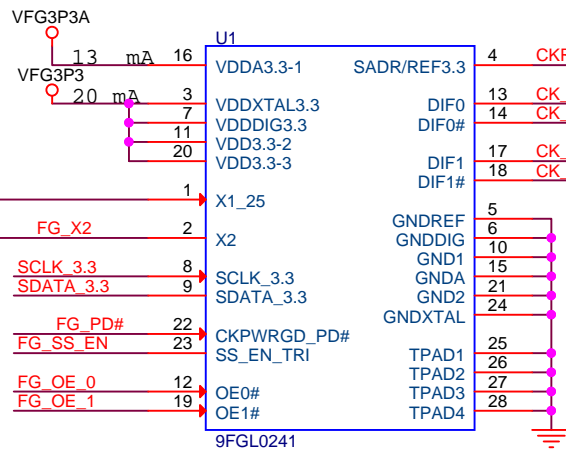 VFG3P3A
U1
13 mA 16 VDDA3.3-1 SADR/REF3.3 4
VFG3P3
20 mA 3 VDDXTAL3.3 DIF0 13 CK_
7 VDDDIG3.3 DIF0# 14 CK_
11 VDD3.3-2
20 VDD3.3-3 DIF1 17 CK_
DIF1# 18 CK_
1 X1_25
GNDREF 5
FG_X2 2 X2 GNDDIG 6
GND1 10
SCLK_3.3 8 SCLK_3.3 GNDA 15
SDATA_3.3 9 SDATA_3.3 GND2 21
GNDXTAL 24
FG_PD# 22 CKPWRGD_PD#
FG_SS_EN 23 SS_EN_TRI TPAD1 25
TPAD2 26
FG_OE_0 12 OE0# TPAD3 27
FG_OE_1 19 OE1# TPAD4 28
9FGL0241